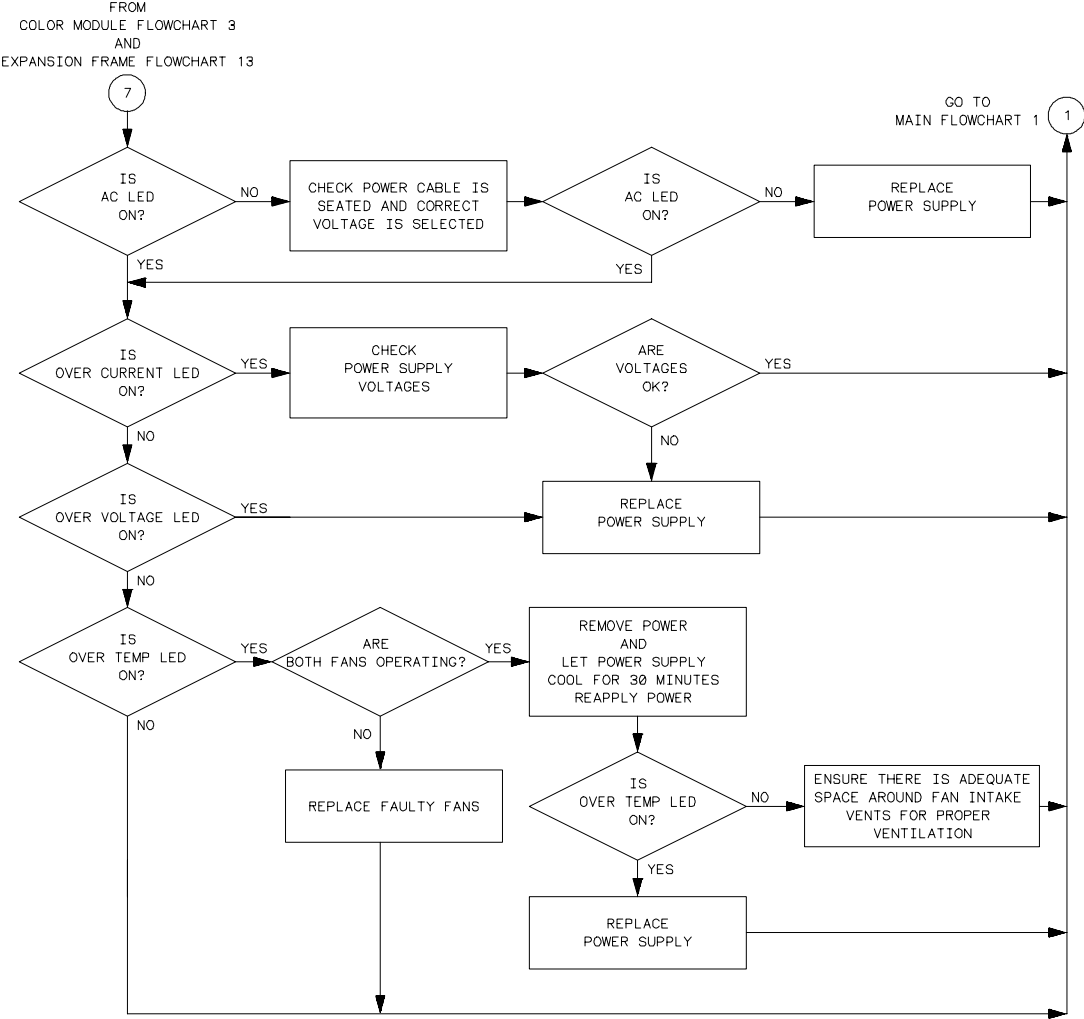 FROM
COLOR MODULE FLOWCHART 3
AND
EXPANSION FRAME FLOWCHART 13
7
GO TO
MAIN FLOWCHART 1
1
IS
AC LED
ON?
NO
CHECK POWER CABLE IS
SEATED AND CORRECT
VOLTAGE IS SELECTED
IS
AC LED
ON?
NO
REPLACE
POWER SUPPLY
YES
YES
IS
OVER CURRENT LED
ON?
YES
CHECK
POWER SUPPLY
VOLTAGES
ARE
VOLTAGES
OK?
YES
NO
NO
IS
OVER VOLTAGE LED
ON?
YES
REPLACE
POWER SUPPLY
NO
IS
OVER TEMP LED
ON?
YES
ARE
BOTH FANS OPERATING?
YES
REMOVE POWER
AND
LET POWER SUPPLY
COOL FOR 30 MINUTES
REAPPLY POWER
NO
NO
REPLACE FAULTY FANS
IS
OVER TEMP LED
ON?
NO
ENSURE THERE IS ADEQUATE
SPACE AROUND FAN INTAKE
VENTS FOR PROPER
VENTILATION
YES
REPLACE
POWER SUPPLY